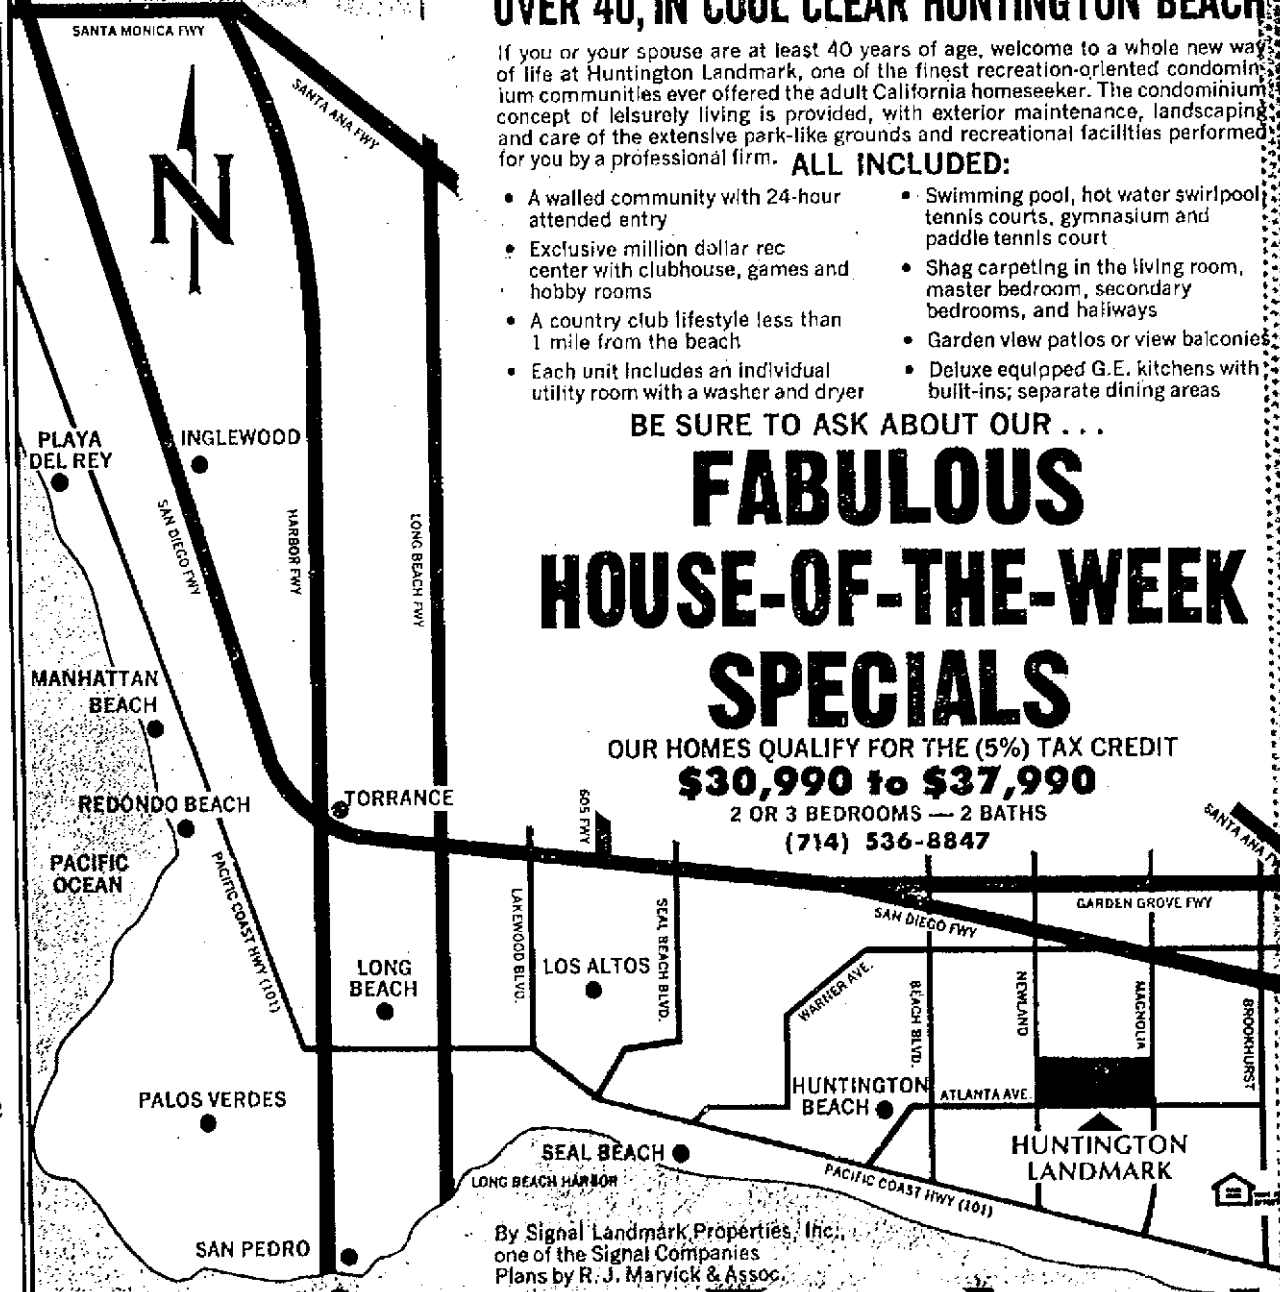 OVER 40, IN COOL CLEAR HUNTINGTON BEACH
If you or your spouse are at least 40 years of age, welcome to a whole new way
of life at Huntington Landmark, one of the finest recreation-oriented condomin-
ium communities ever offered the adult California homeseeker. The condominium
concept of leisurely living is provided, with exterior maintenance, landscaping
and care of the extensive park-like grounds and recreational facilities performed
for you by a professional firm.
ALL INCLUDED:
• A walled community with 24-hour
attended entry
• Exclusive million dollar rec
center with clubhouse, games and
hobby rooms
• A country club lifestyle less than
1 mile from the beach
• Each unit includes an individual
utility room with a washer and dryer
• Swimming pool, hot water swirlpool,
tennis courts, gymnasium and
paddle tennis court
• Shag carpeting in the living room,
master bedroom, secondary
bedrooms, and hallways
• Garden view patios or view balconies
• Deluxe equipped G.E. kitchens with
built-ins; separate dining areas
BE SURE TO ASK ABOUT OUR . . .
FABULOUS
HOUSE-OF-THE-WEEK
SPECIALS
OUR HOMES QUALIFY FOR THE (5%) TAX CREDIT
$30,990 to $37,990
2 OR 3 BEDROOMS — 2 BATHS
(714) 536-8847
SANTA MONICA FWY
SANTA ANA FWY
N
PLAYA
DEL REY
INGLEWOOD
SAN DIEGO FWY
HARBOR FWY
LONG BEACH FWY
MANHATTAN
BEACH
REDONDO BEACH
TORRANCE
605 FWY
SANTA ANA F
PACIFIC
OCEAN
PACIFIC COAST HWY (101)
LAKEWOOD BLVD.
SEAL BEACH BLVD.
SAN DIEGO FWY
GARDEN GROVE FWY
LONG
BEACH
LOS ALTOS
WARNER AVE.
BEACH BLVD.
NEWLAND
MAGNOLIA
BROOKHURST
PALOS VERDES
HUNTINGTON
BEACH
ATLANTA AVE.
HUNTINGTON
LANDMARK
SEAL BEACH
LONG BEACH HARBOR
PACIFIC COAST HWY (101)
SAN PEDRO
By Signal Landmark Properties, Inc.,
one of the Signal Companies
Plans by R. J. Marvick & Assoc.